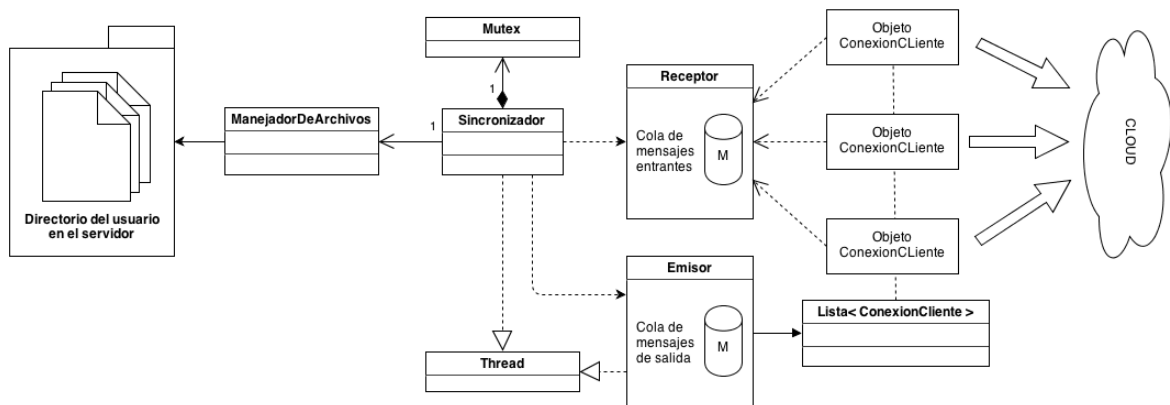 Mutex
1
ManejadorDeArchivos
1
Sincronizador
Directorio del usuario
en el servidor
Receptor
Cola de
mensajes
entrantes
M
Objeto
ConexionCLiente
Objeto
ConexionCLiente
Objeto
ConexionCLiente
CLOUD
Emisor
Cola de
mensajes
de salida
M
Lista< ConexionCliente >
Thread